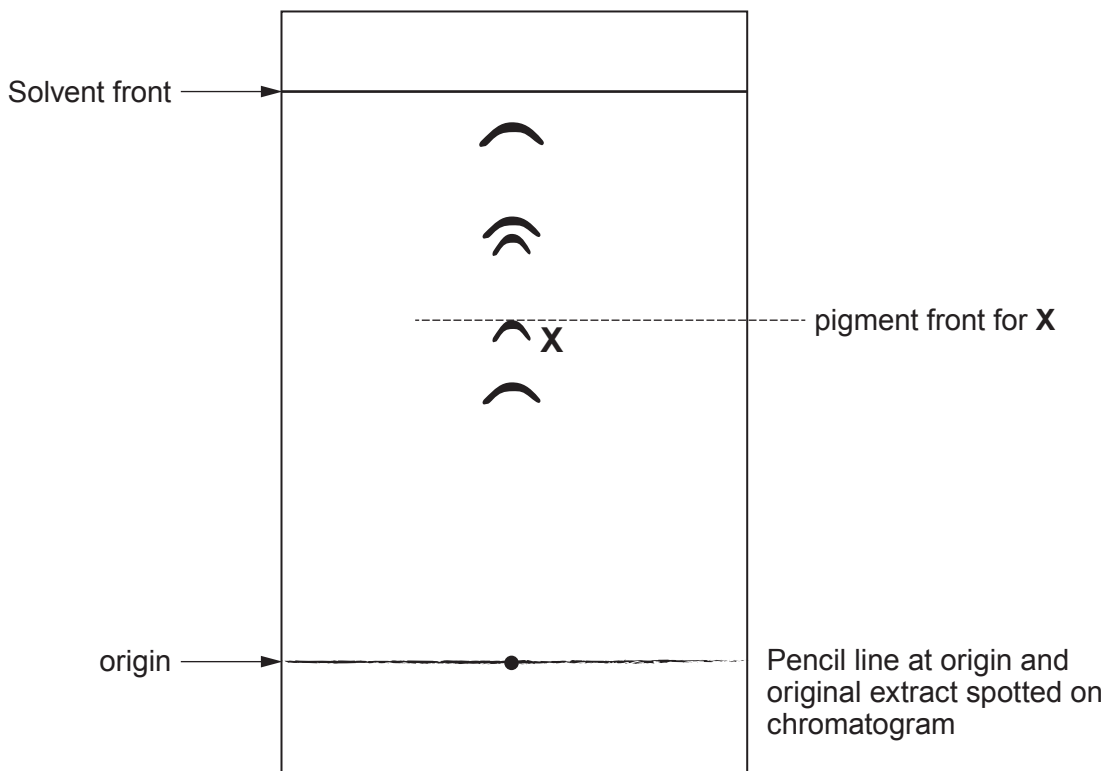 Solvent front
X
pigment front for X
origin
Pencil line at origin and
original extract spotted on
chromatogram